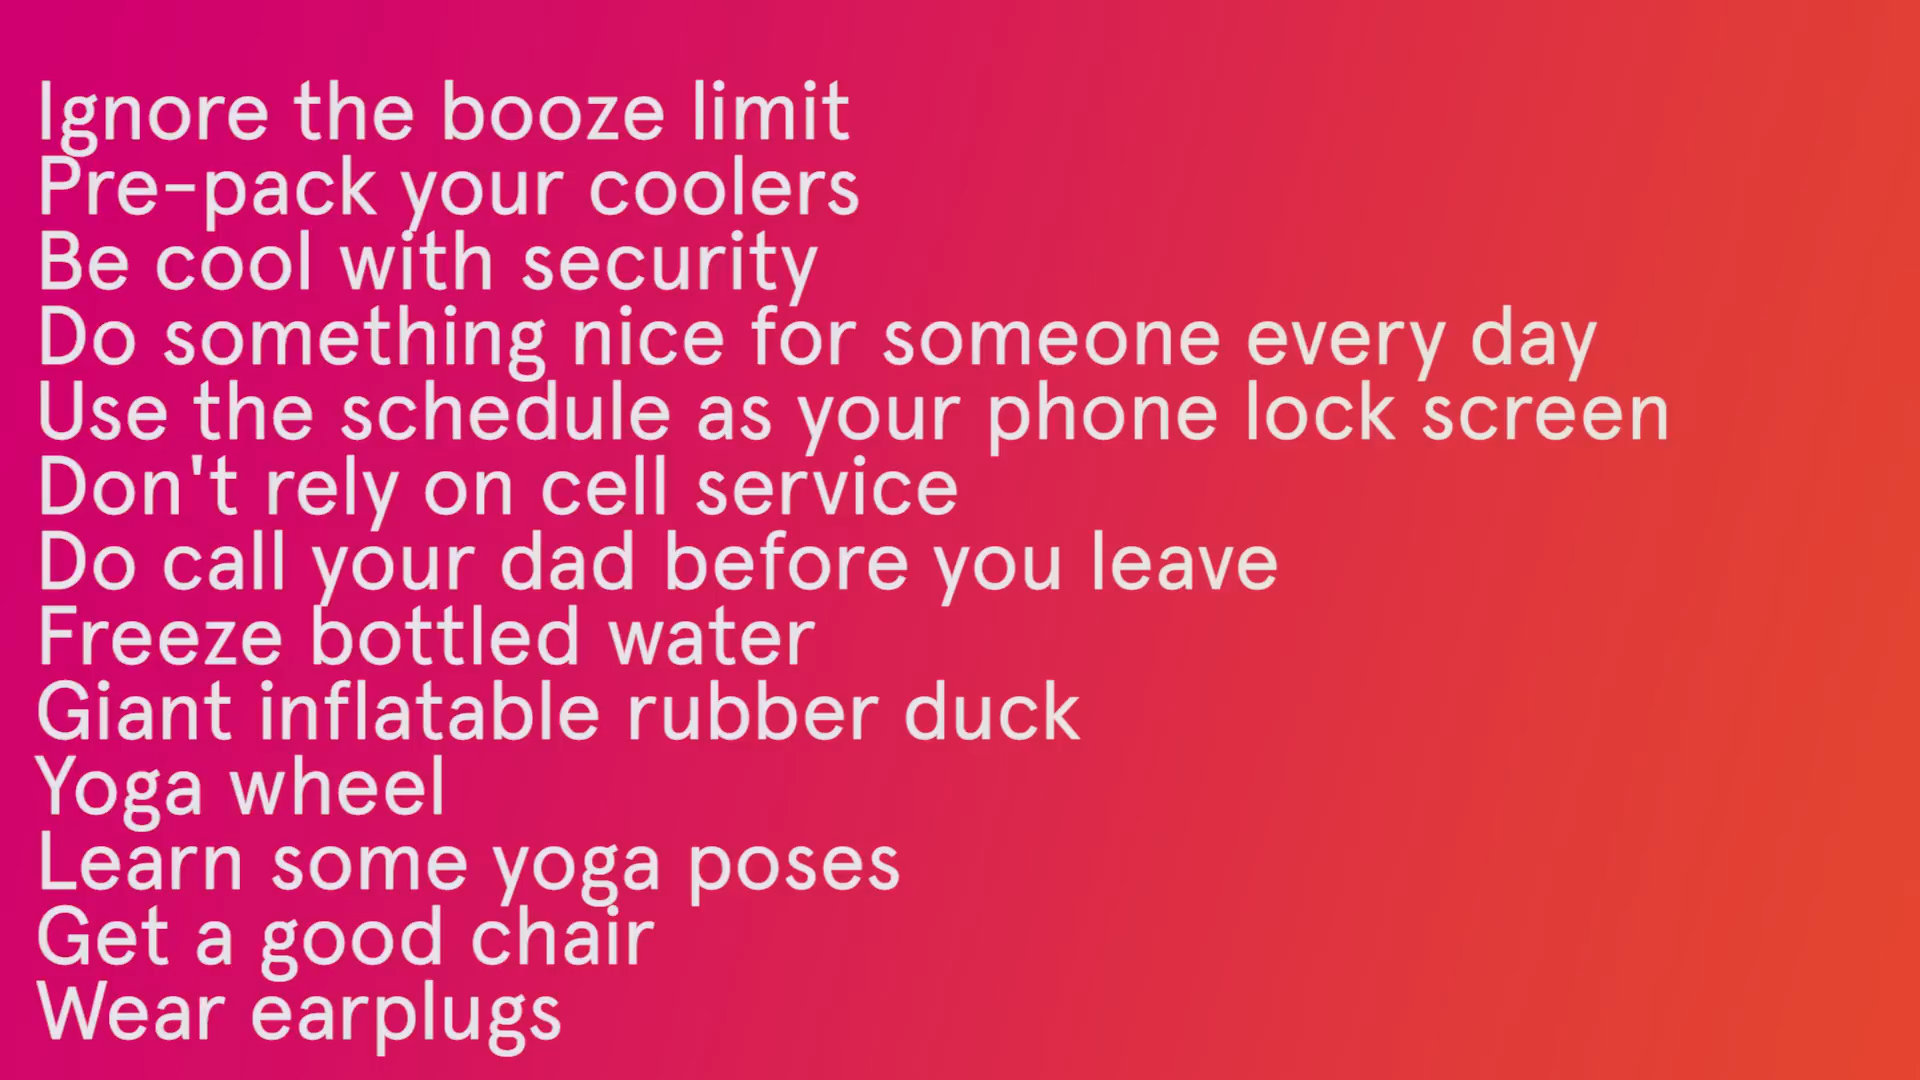 Ignore the booze limit
Pre-pack your coolers
Be cool with security
Do something nice for someone every day
Use the schedule as your phone lock screen
Don't rely on cell service
Do call your dad before you leave
Freeze bottled water
Giant inflatable rubber duck
Yoga wheel
Learn some yoga poses
Get a good chair
Wear earplugs